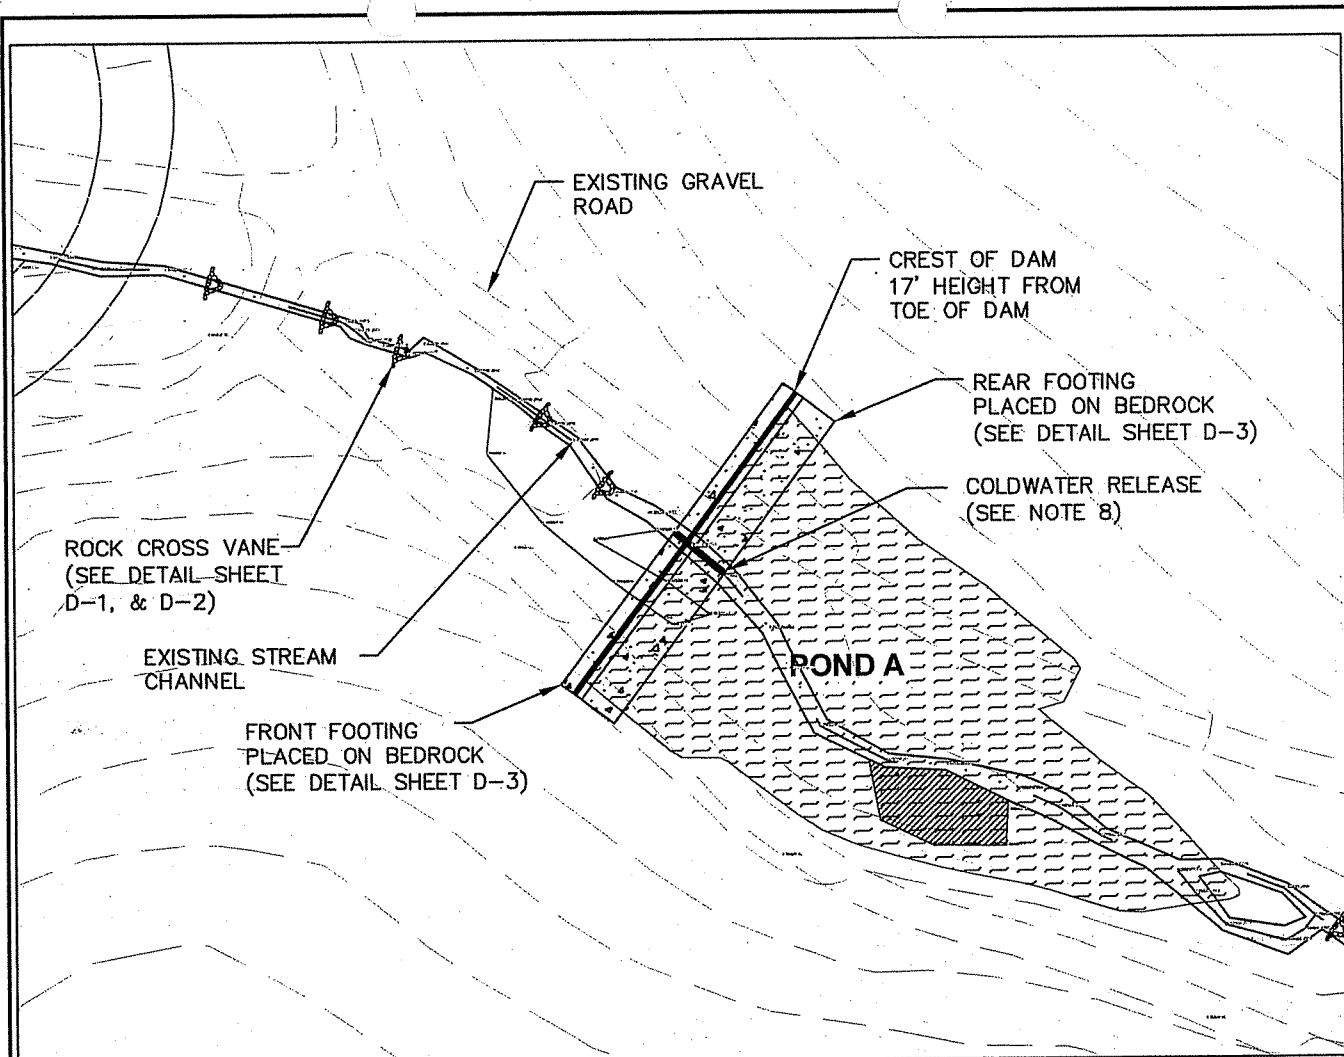 EXISTING GRAVEL
ROAD
CREST OF DAM
17' HEIGHT FROM
TOE OF DAM
REAR FOOTING
PLACED ON BEDROCK
(SEE DETAIL SHEET D-3)
COLDWATER RELEASE
(SEE NOTE 8)
ROCK CROSS VANE
(SEE DETAIL SHEET
D-1, & D-2)
POND A
EXISTING STREAM
CHANNEL
FRONT FOOTING
PLACED ON BEDROCK
(SEE DETAIL SHEET D-3)